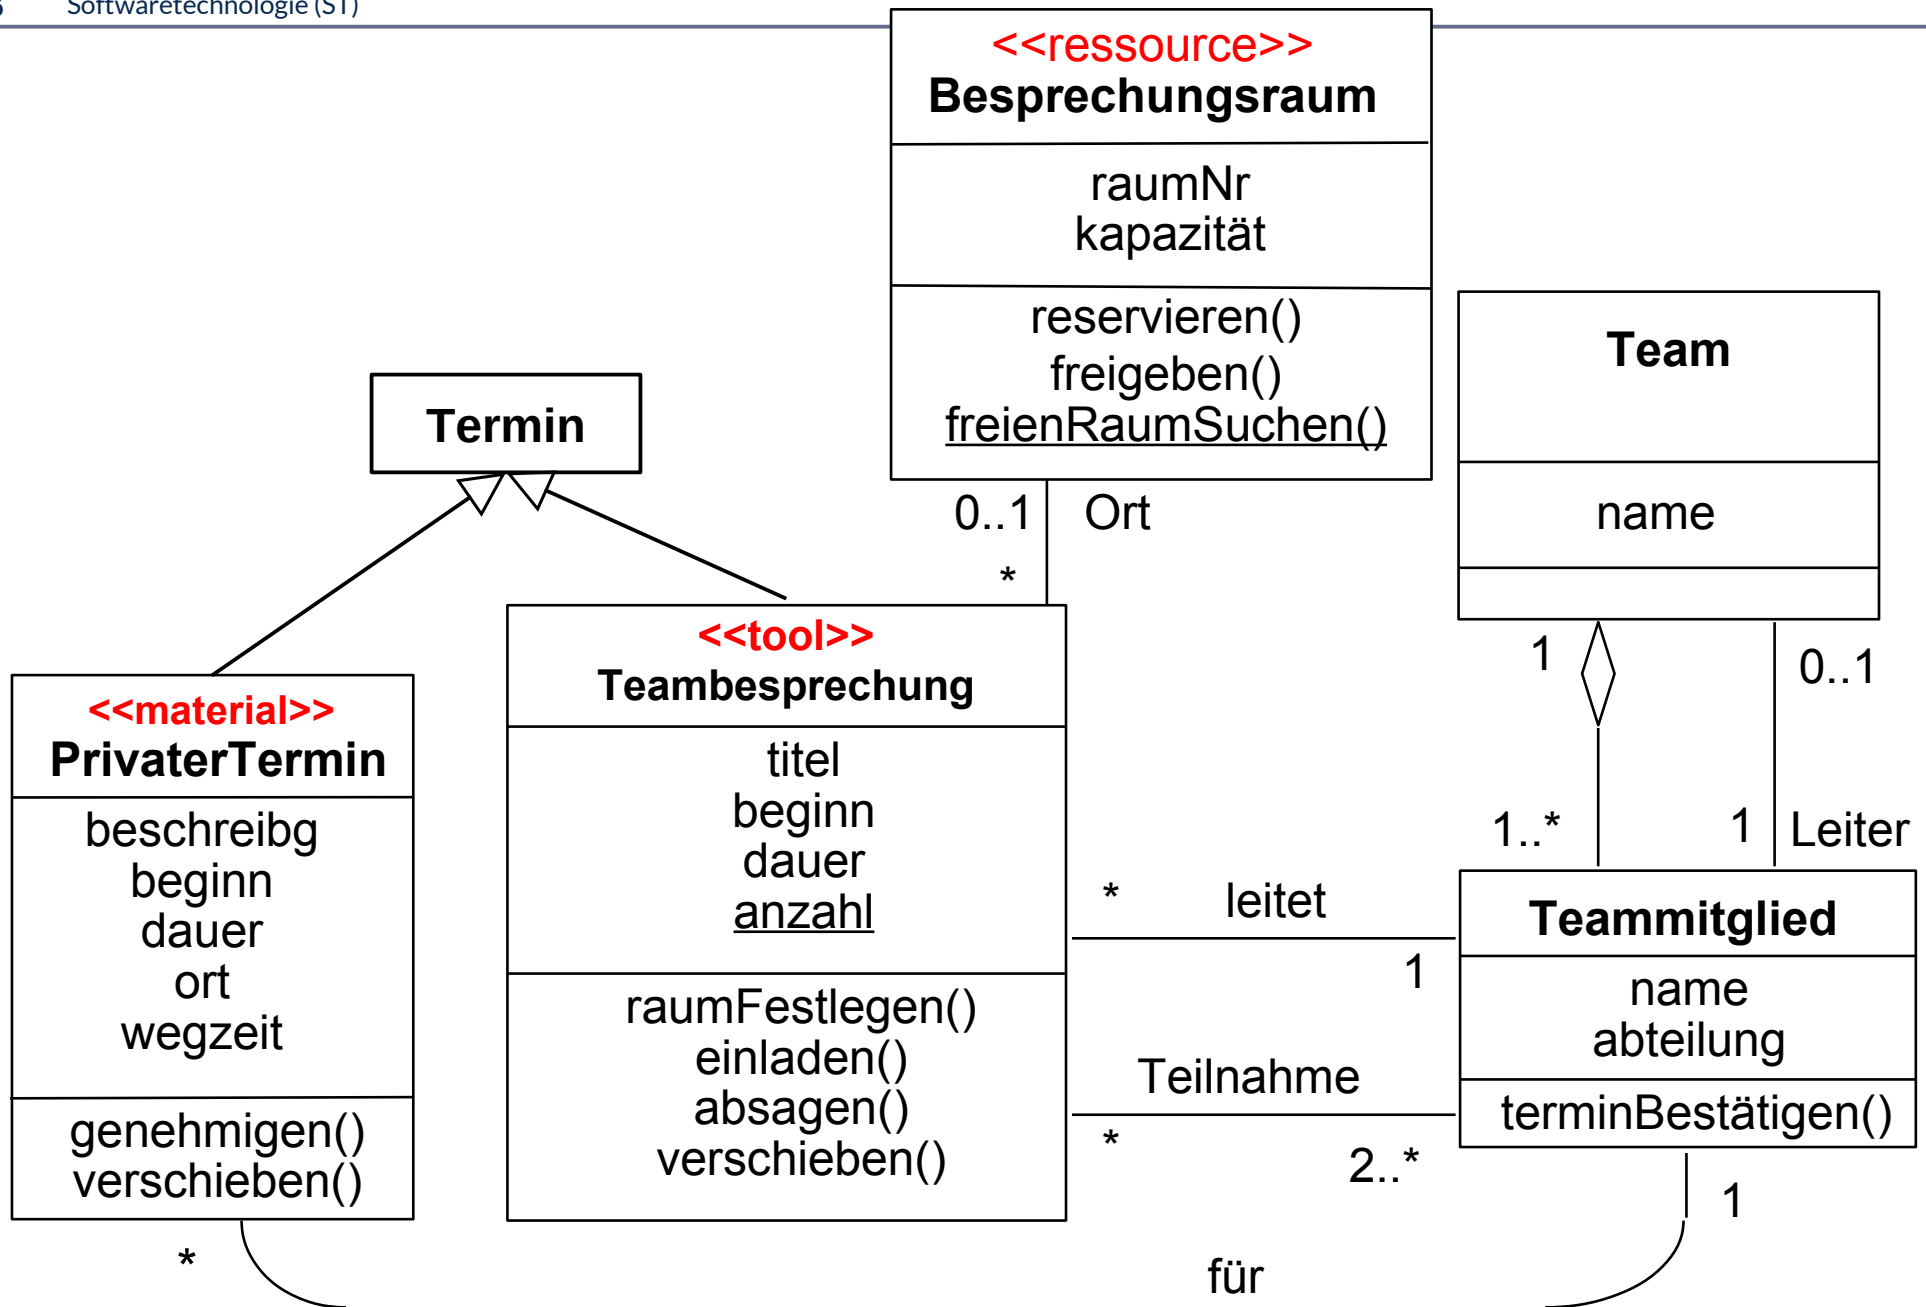 Softwaretechnologie (ST)
<<ressource>>
Besprechungsraum
raumNr
kapazität
reservieren()
freigeben()
freienRaumSuchen()
Team
name
Termin
0..1
Ort
*
1
0..1
<<tool>>
Teambesprechung
titel
beginn
dauer
anzahl
raumFestlegen()
einladen()
absagen()
verschieben()
<<material>>
PrivaterTermin
beschreibg
beginn
dauer
ort
wegzeit
genehmigen()
verschieben()
1..*
1
Leiter
*
leitet
1
Teammitglied
name
abteilung
terminBestätigen()
Teilnahme
*
2..*
*
für
1